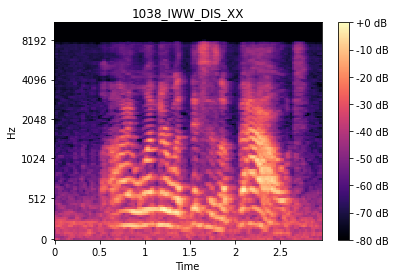 1038_IWW_DIS_XX
Hz
8192
4096
2048
1024
512
0
0
0.5
1
1.5
2
2.5
Time
+0 dB
-10 dB
-20 dB
-30 dB
-40 dB
-50 dB
-60 dB
-70 dB
-80 dB